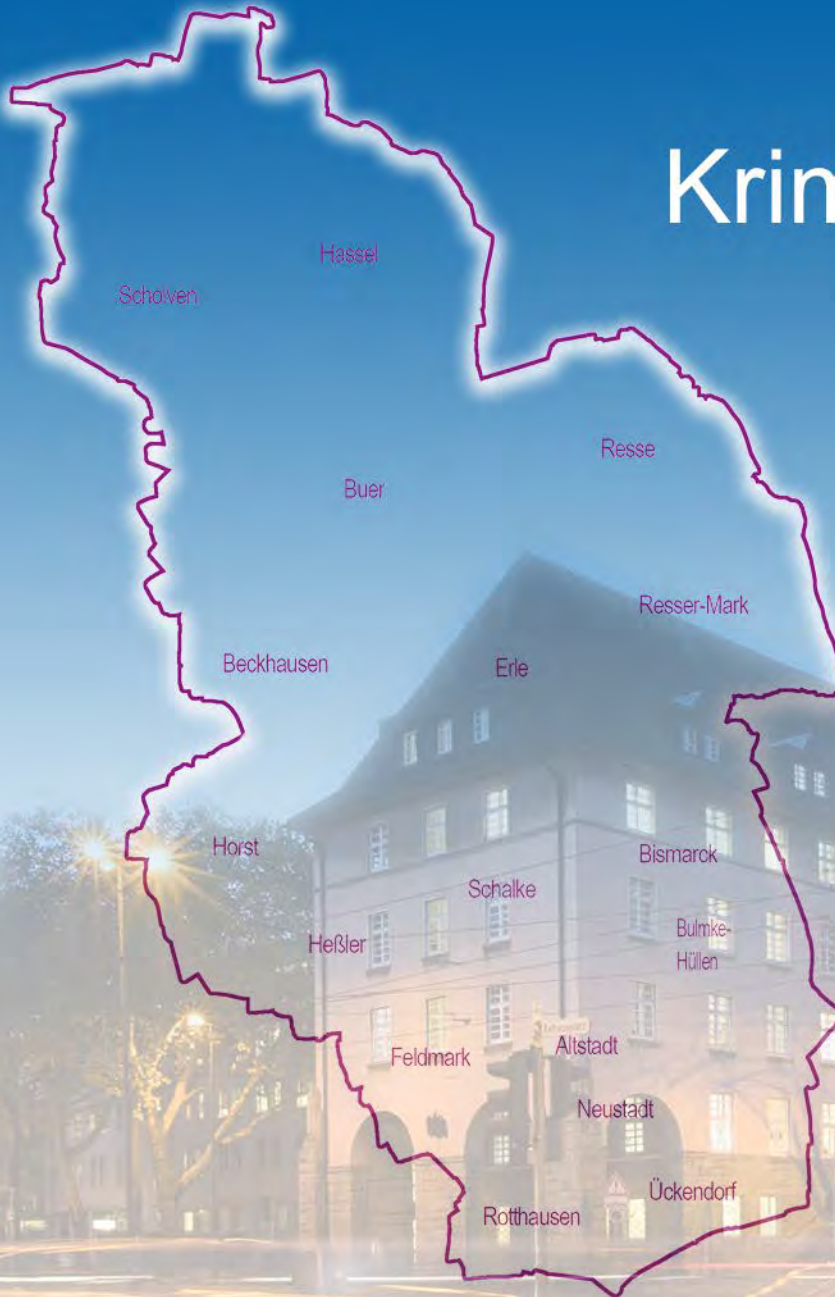 Krin
Hassel
Scholven
Resse
Buer
Resser-Mark
Beckhausen
Erle
Horst
Bismarck
Schalke
Bulmke-
Hüllen
Heßler
Altstadt
Feldmark
Neustadt
Ückendorf
Rotthausen